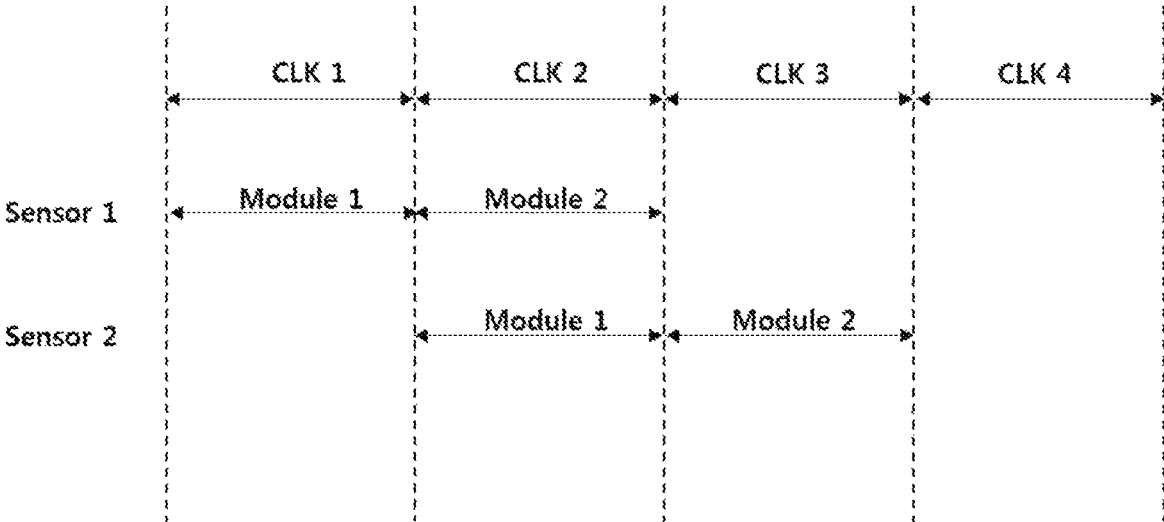 CLK 1 CLK 2 CLK 3 CLK 4
Sensor 1 Module 1 Module 2
Sensor 2 Module 1 Module 2